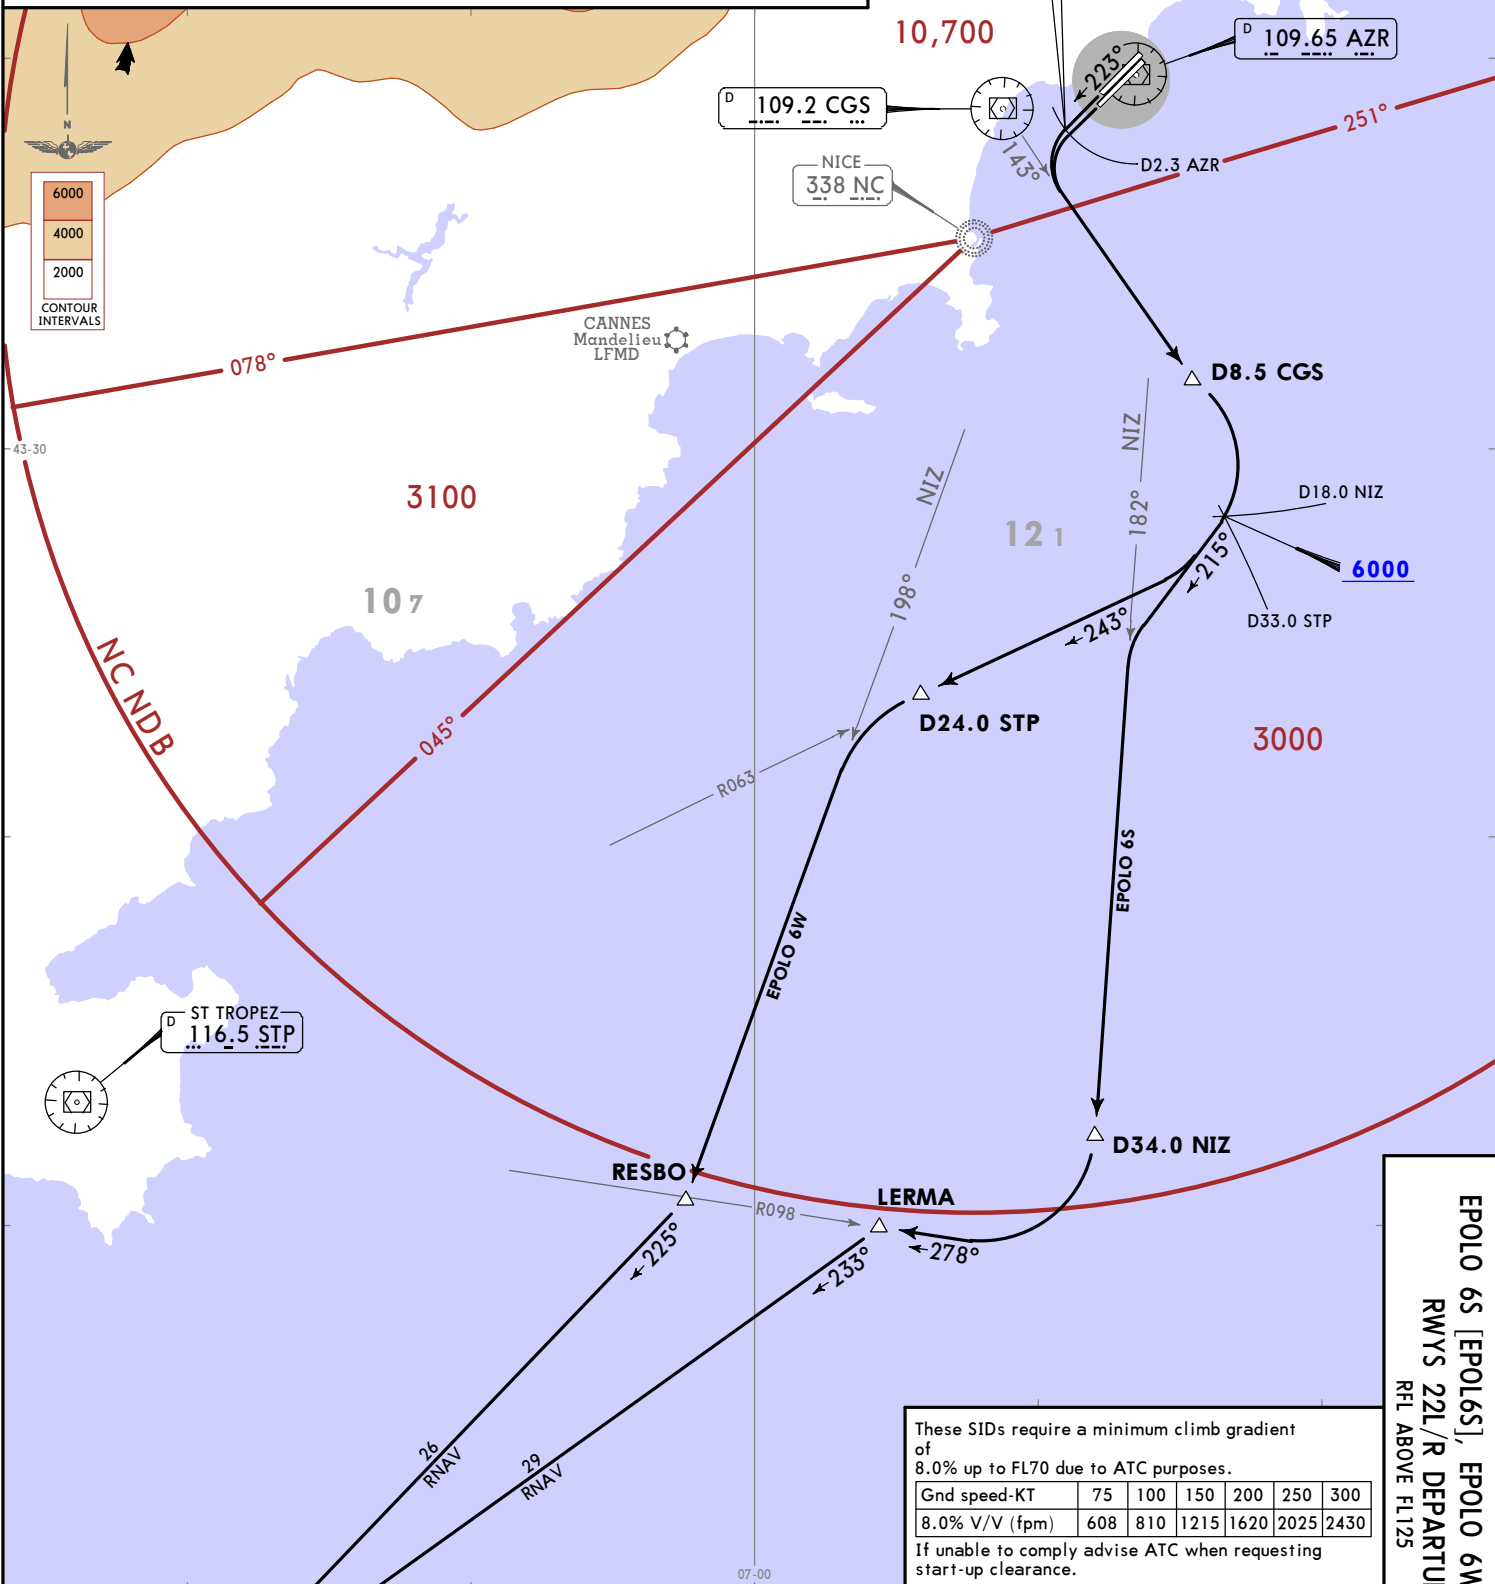 10,700
D 109.65 AZR
223°
D 109.2 CGS
251°
143°
D2.3 AZR
NICE
338 NC
N
6000
4000
2000
CONTOUR
INTERVALS
CANNES
Mandelieu
LFMD
078°
D8.5 CGS
43-30
3100
NIZ
NIZ
182°
D18.0 NIZ
12 1
6000
215°
10 7
198°
D33.0 STP
243°
NC NDB
045°
D24.0 STP
3000
R063
EPOLO 6S
EPOLO 6W
ST TROPEZ
D 116.5 STP
D34.0 NIZ
RESBO
LERMA
R098
278°
225°
233°
26
RNAV
29
RNAV
EPOLO 6S [EPOL6S], EPOLO 6W
RWYS 22L/R DEPARTU
RFL ABOVE FL125
These SIDs require a minimum climb gradient
of
8.0% up to FL70 due to ATC purposes.
Gnd speed-KT 75 100 150 200 250 300
8.0% V/V (fpm) 608 810 1215 1620 2025 2430
If unable to comply advise ATC when requesting
start-up clearance.
07-00